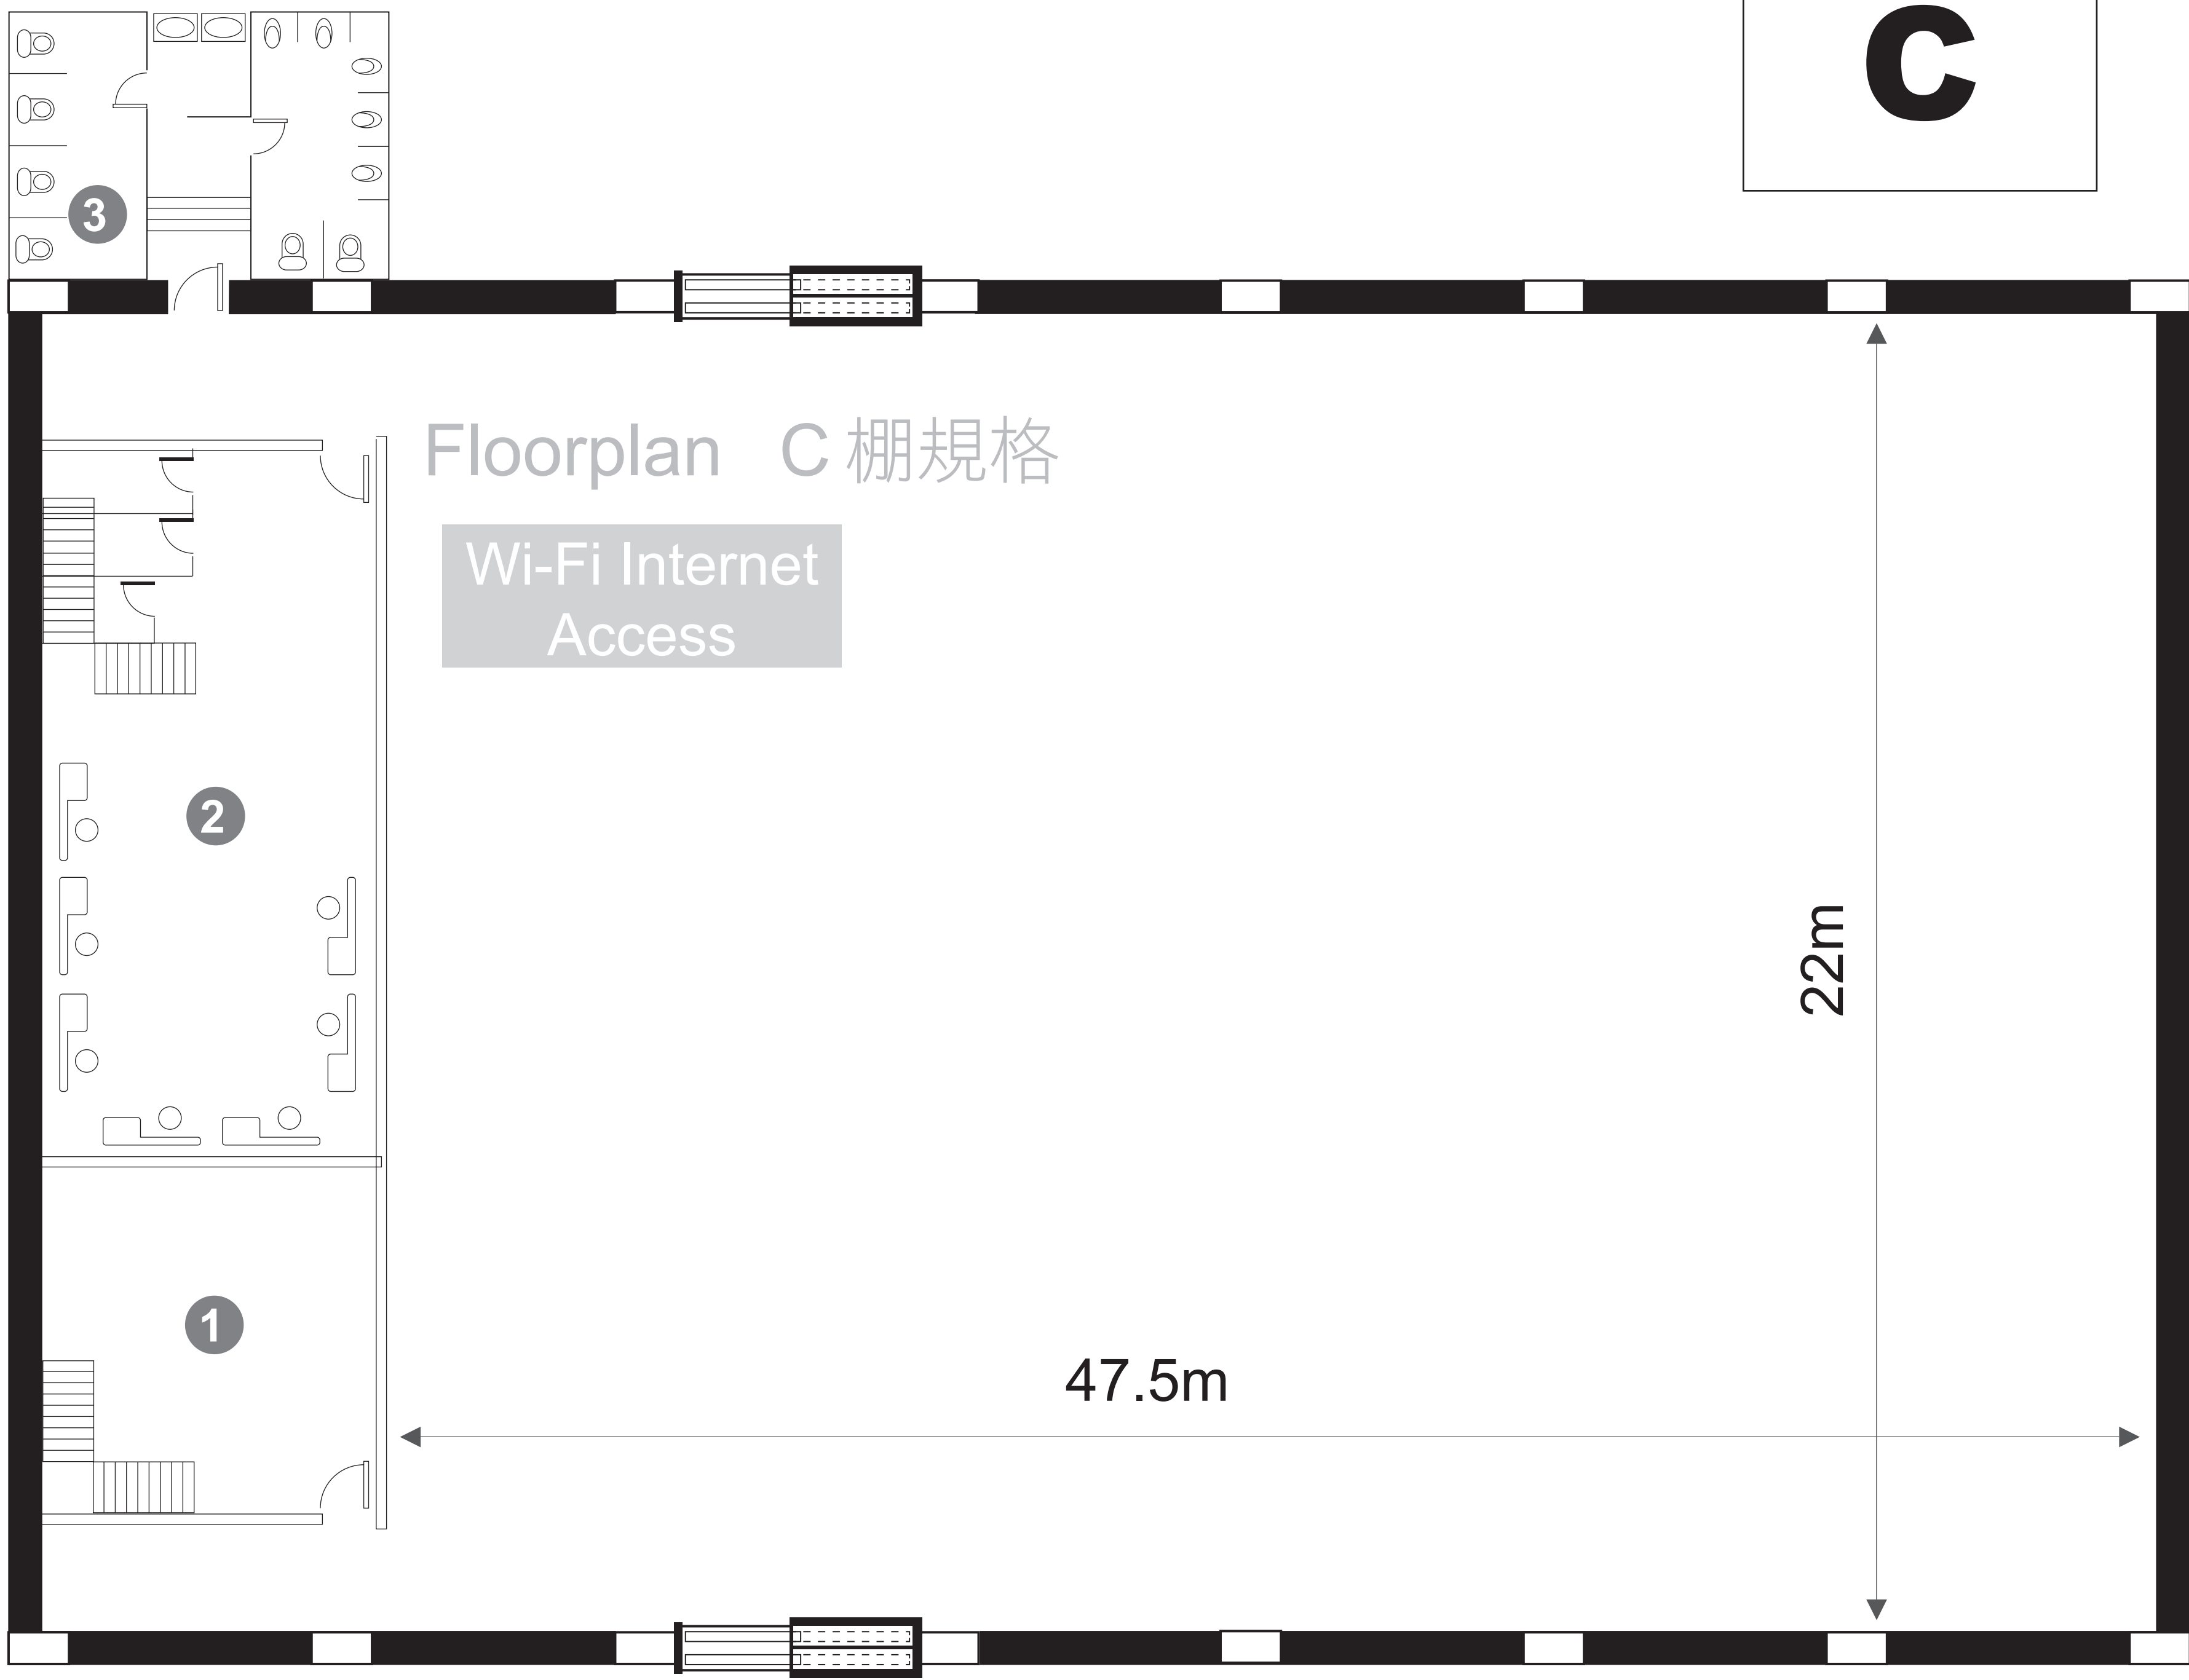 C
3
Floorplan C 棚規格
Wi-Fi Internet
Access
2
22m
1
47.5m